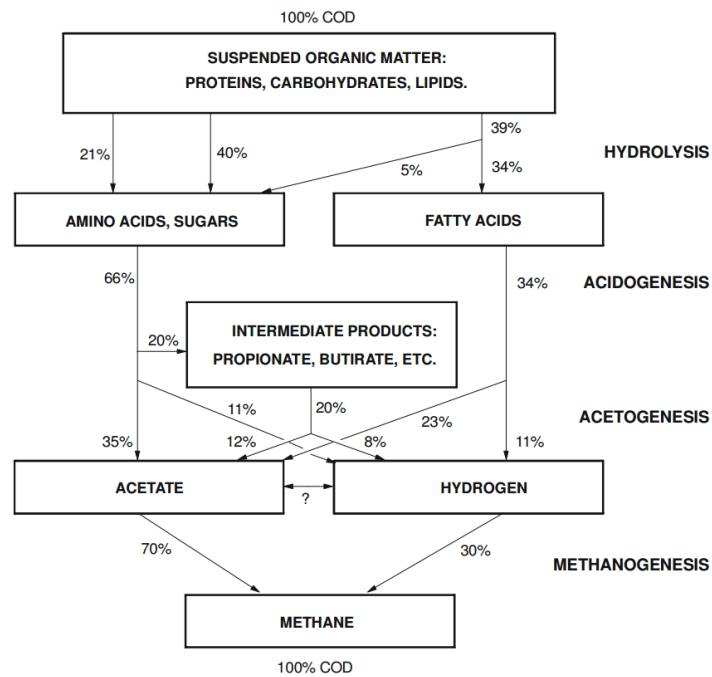 100% COD
SUSPENDED ORGANIC MATTER:
PROTEINS, CARBOHYDRATES, LIPIDS.
39%
21%
40%
HYDROLYSIS
5%
34%
AMINO ACIDS, SUGARS
FATTY ACIDS
66%
34%
ACIDOGENESIS
INTERMEDIATE PRODUCTS:
20%
PROPIONATE, BUTIRATE, ETC.
11%
20%
23%
ACETOGENESIS
35%
12%
8%
11%
ACETATE
HYDROGEN
?
70%
30%
METHANOGENESIS
METHANE
100% COD